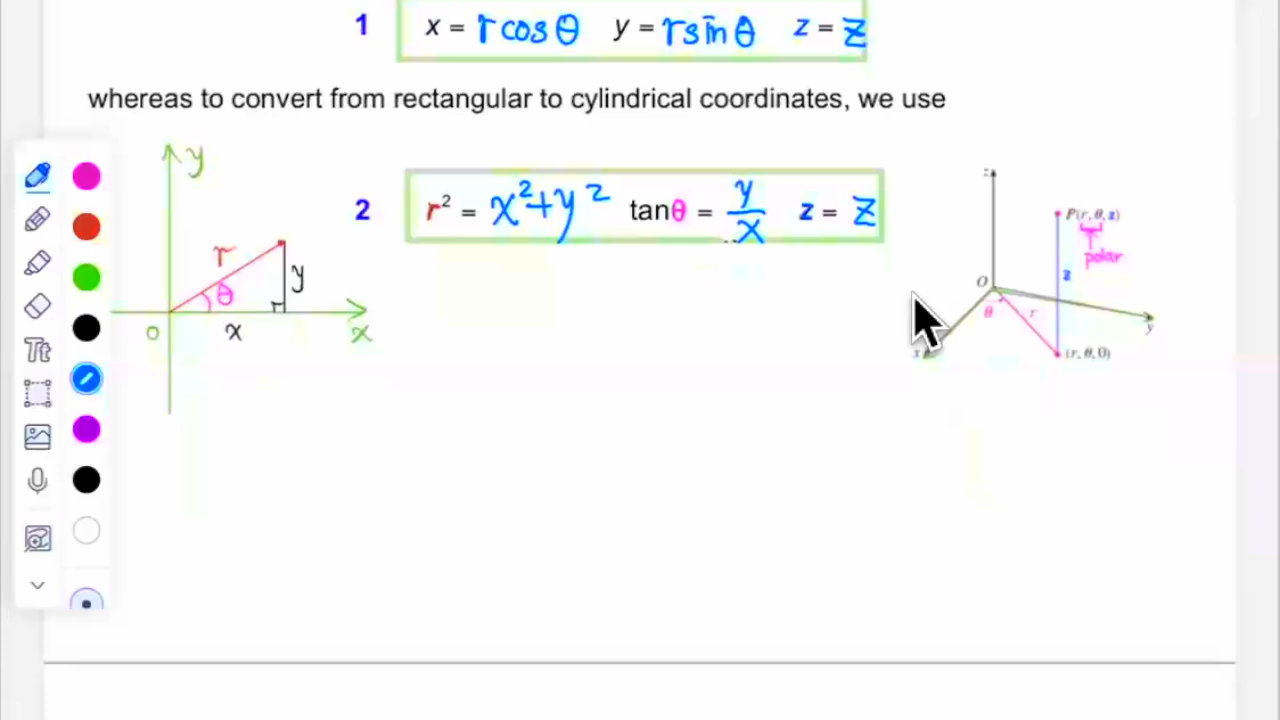 1 x = r cos θ y = r sin θ z = z
whereas to convert from rectangular to cylindrical coordinates, we use
2 r² = x² + y² tanθ = y/x z = z
y
r
θ
y
o
x
x
z
P(r, θ, z)
polar
z
O
θ
r
y
x
(r, θ, 0)
Tt